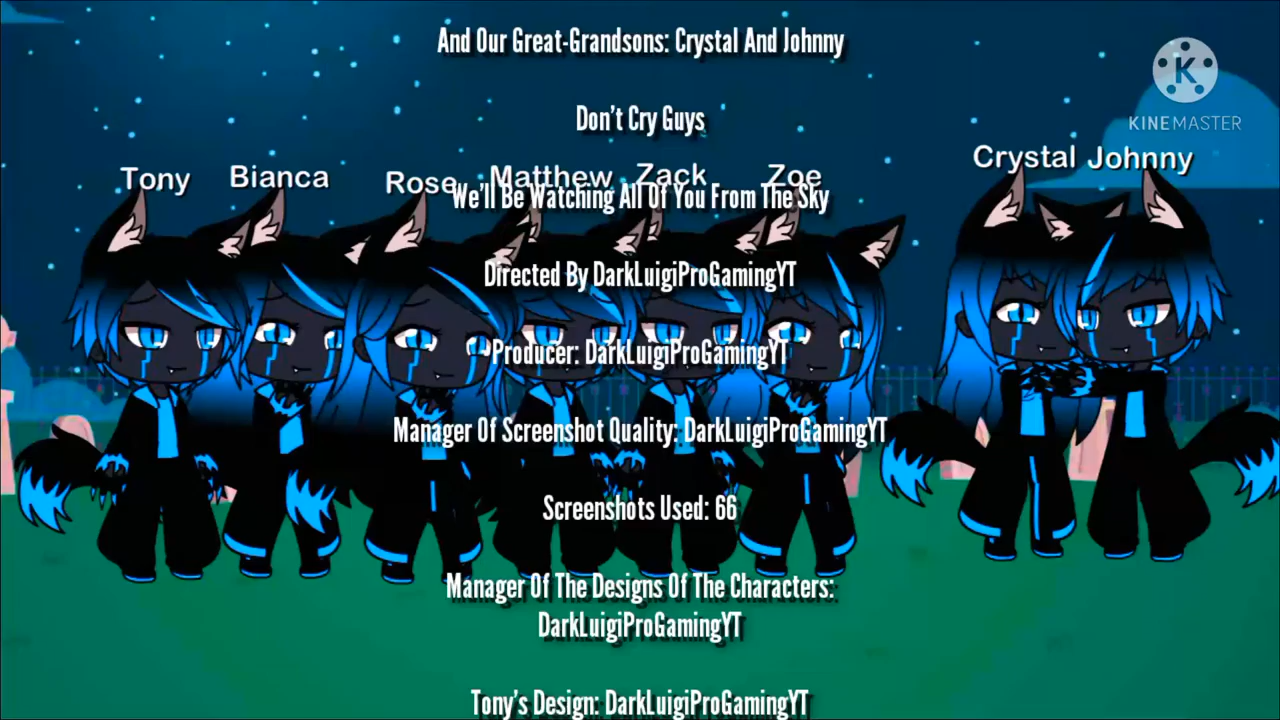 And Our Great-Grandsons: Crystal And Johnny
KINEMASTER
Don't Cry Guys
Tony Bianca Rose Matthew Zack Zoe Crystal Johnny
We'll Be Watching All Of You From The Sky
Directed By DarkLuigiProGamingYT
Producer: DarkLuigiProGamingYT
Manager Of Screenshot Quality: DarkLuigiProGamingYT
Screenshots Used: 66
Manager Of The Designs Of The Characters:
DarkLuigiProGamingYT
Tony's Design: DarkLuigiProGamingYT